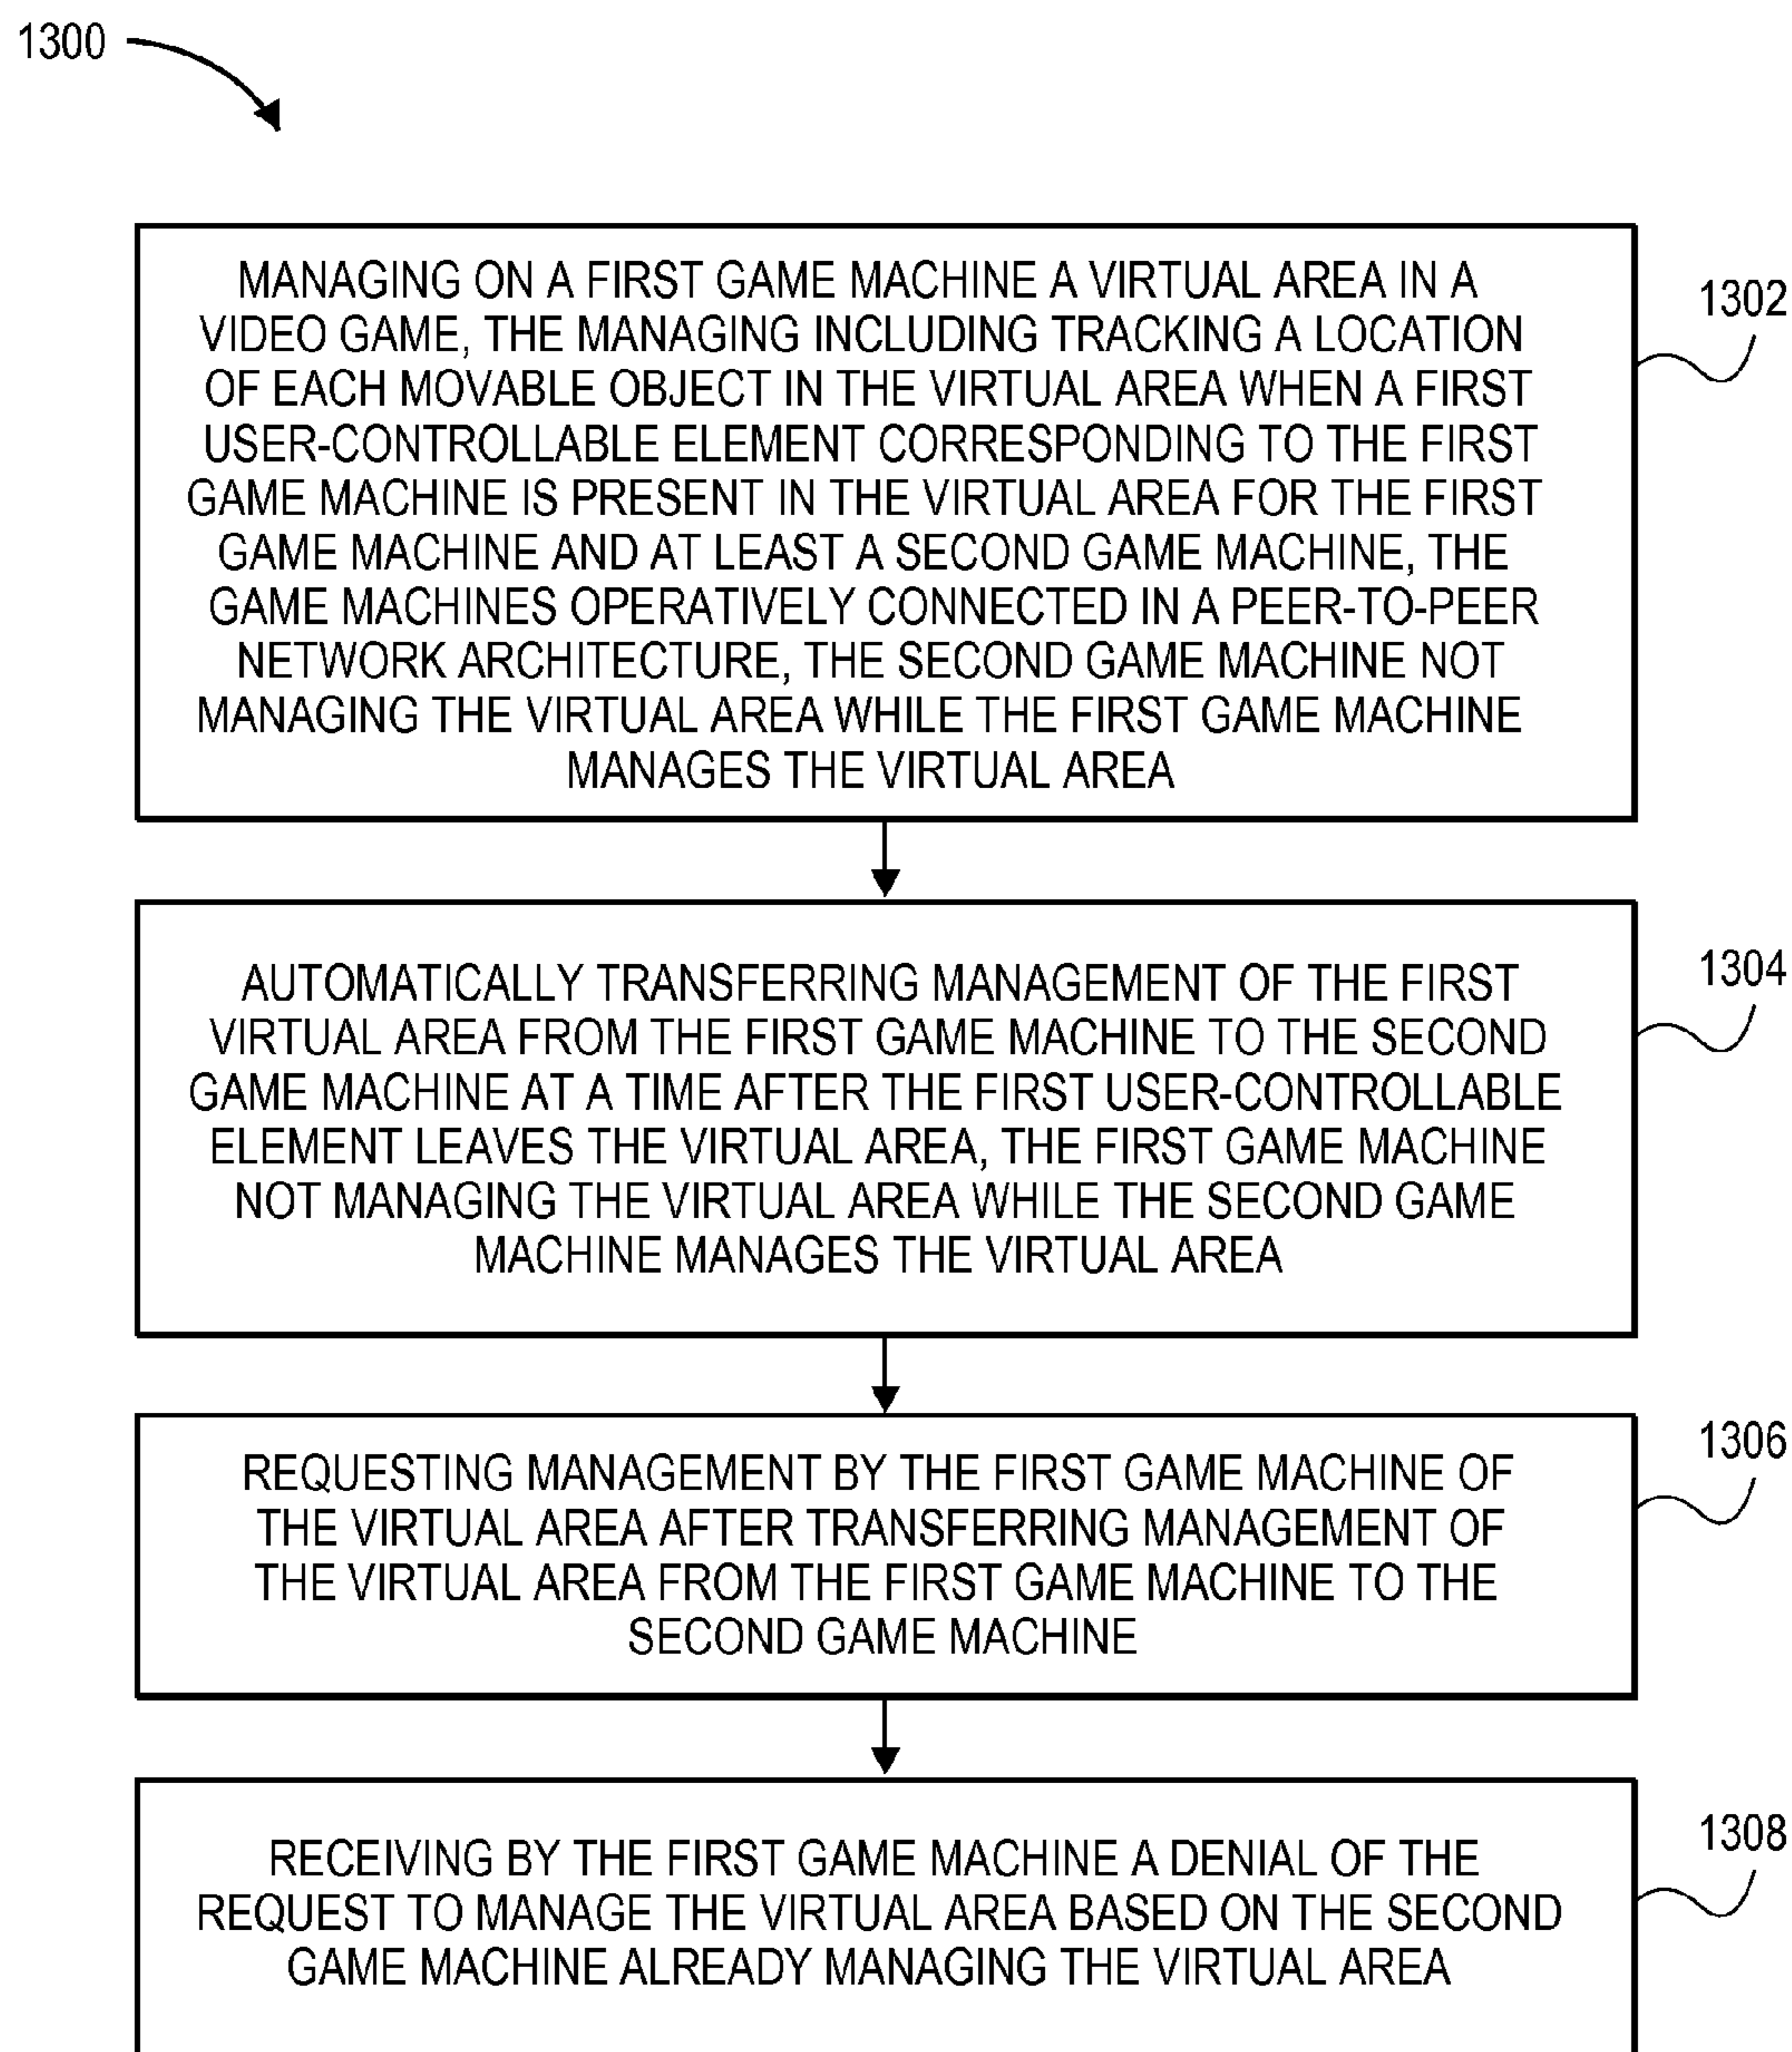 1300
MANAGING ON A FIRST GAME MACHINE A VIRTUAL AREA IN A
VIDEO GAME, THE MANAGING INCLUDING TRACKING A LOCATION
OF EACH MOVABLE OBJECT IN THE VIRTUAL AREA WHEN A FIRST
USER-CONTROLLABLE ELEMENT CORRESPONDING TO THE FIRST
GAME MACHINE IS PRESENT IN THE VIRTUAL AREA FOR THE FIRST
GAME MACHINE AND AT LEAST A SECOND GAME MACHINE, THE
GAME MACHINES OPERATIVELY CONNECTED IN A PEER-TO-PEER
NETWORK ARCHITECTURE, THE SECOND GAME MACHINE NOT
MANAGING THE VIRTUAL AREA WHILE THE FIRST GAME MACHINE
MANAGES THE VIRTUAL AREA
1302
AUTOMATICALLY TRANSFERRING MANAGEMENT OF THE FIRST
VIRTUAL AREA FROM THE FIRST GAME MACHINE TO THE SECOND
GAME MACHINE AT A TIME AFTER THE FIRST USER-CONTROLLABLE
ELEMENT LEAVES THE VIRTUAL AREA, THE FIRST GAME MACHINE
NOT MANAGING THE VIRTUAL AREA WHILE THE SECOND GAME
MACHINE MANAGES THE VIRTUAL AREA
1304
REQUESTING MANAGEMENT BY THE FIRST GAME MACHINE OF
THE VIRTUAL AREA AFTER TRANSFERRING MANAGEMENT OF
THE VIRTUAL AREA FROM THE FIRST GAME MACHINE TO THE
SECOND GAME MACHINE
1306
RECEIVING BY THE FIRST GAME MACHINE A DENIAL OF THE
REQUEST TO MANAGE THE VIRTUAL AREA BASED ON THE SECOND
GAME MACHINE ALREADY MANAGING THE VIRTUAL AREA
1308